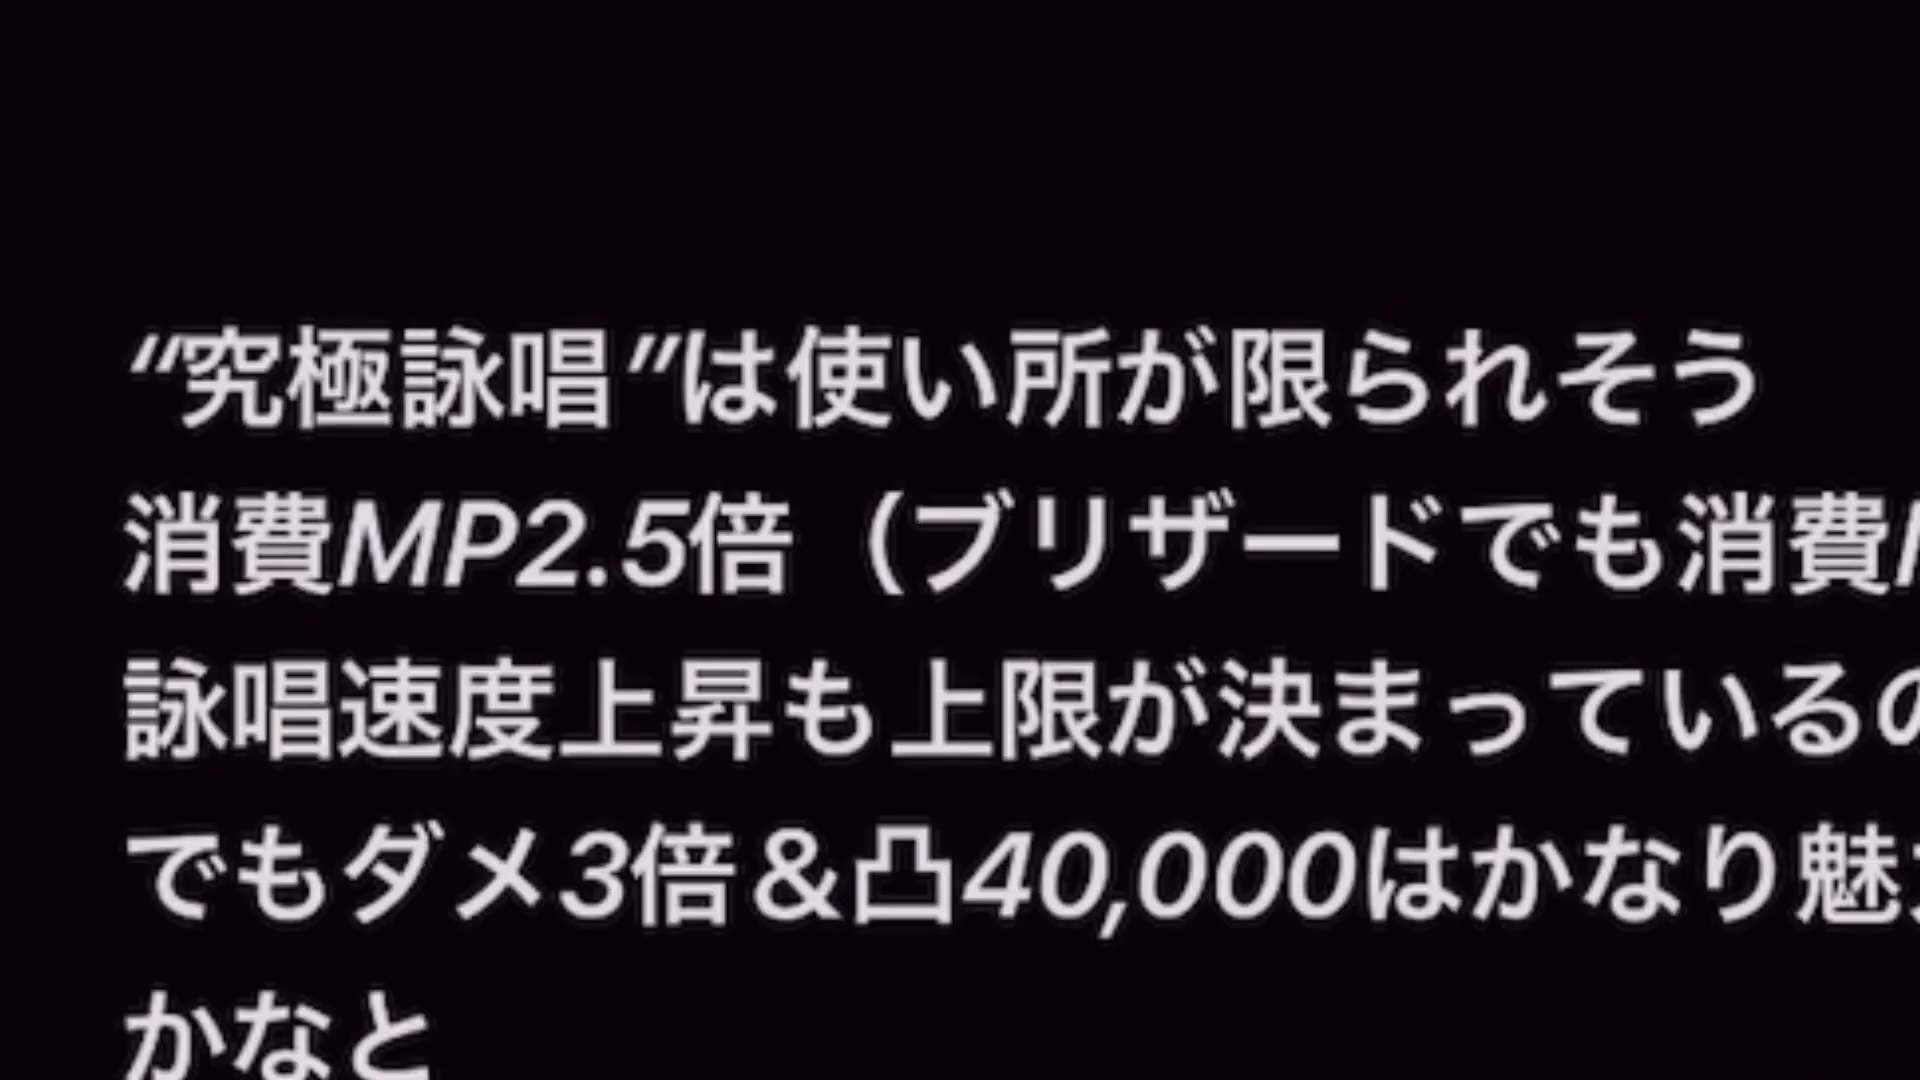 “究極詠唱”は使い所が限られそう
消費MP2.5倍（ブリザードでも消費
詠唱速度上昇も上限が決まっているの
でもダメ3倍＆凸40,000はかなり魅
かなと